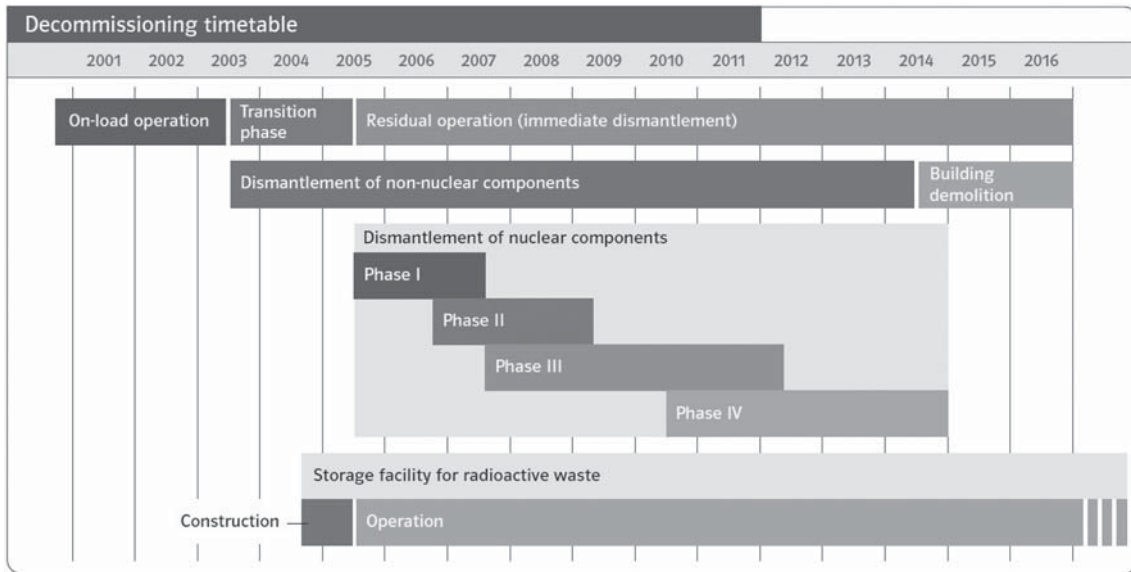 Decommissioning timetable
2001 2002 2003 2004 2005 2006 2007 2008 2009 2010 2011 2012 2013 2014 2015 2016
On-load operation
Transition
phase
Residual operation (immediate dismantlement)
Dismantlement of non-nuclear components
Building
demolition
Dismantlement of nuclear components
Phase I
Phase II
Phase III
Phase IV
Storage facility for radioactive waste
Construction
Operation